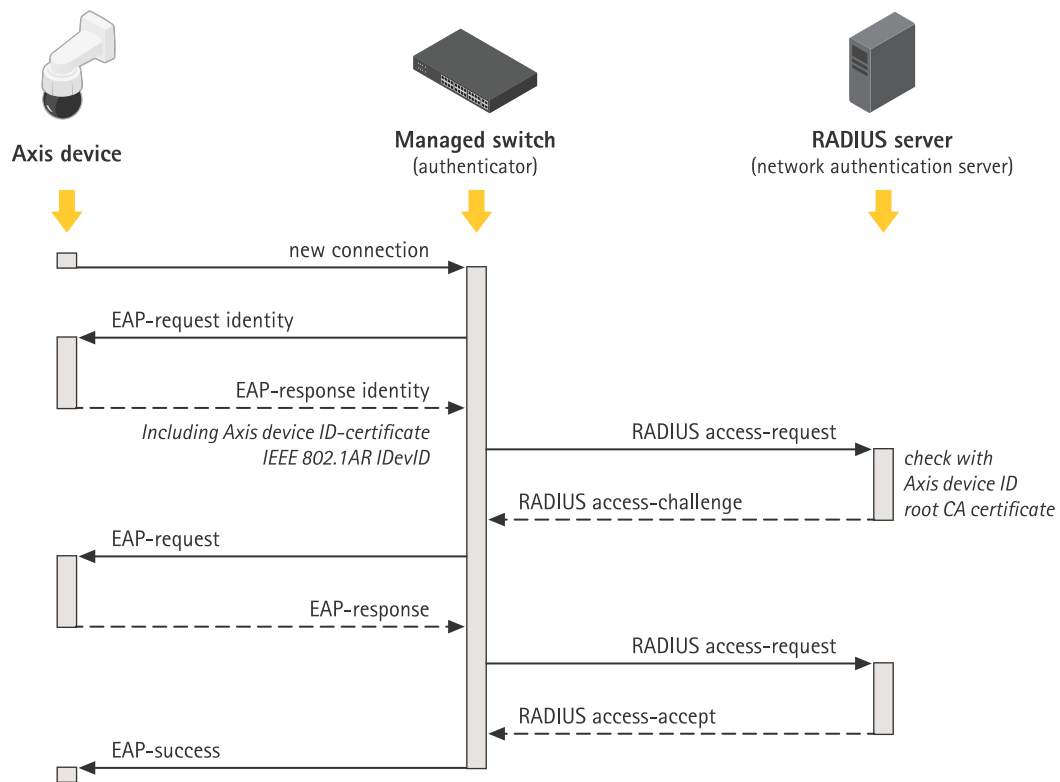 Axis device
Managed switch
(authenticator)
RADIUS server
(network authentication server)
new connection
EAP-request identity
EAP-response identity
Including Axis device ID-certificate
IEEE 802.1AR IDevID
RADIUS access-request
check with
Axis device ID
root CA certificate
RADIUS access-challenge
EAP-request
EAP-response
RADIUS access-request
RADIUS access-accept
EAP-success